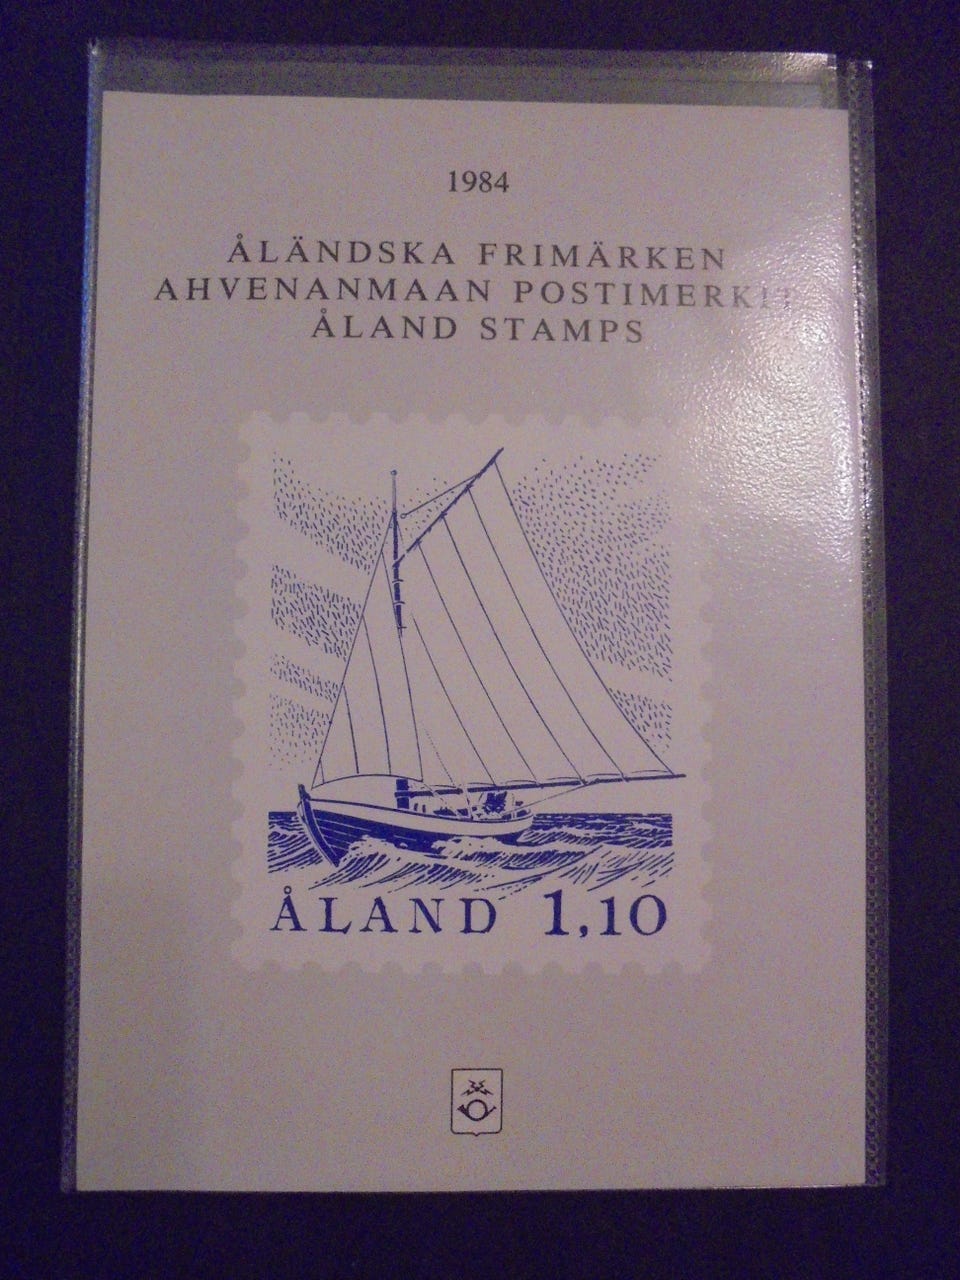 1984
ÅLÄNDSKA FRIMÄRKEN
AHVENANMAAN POSTIMERKIT
ÅLAND STAMPS
ÅLAND 1,10